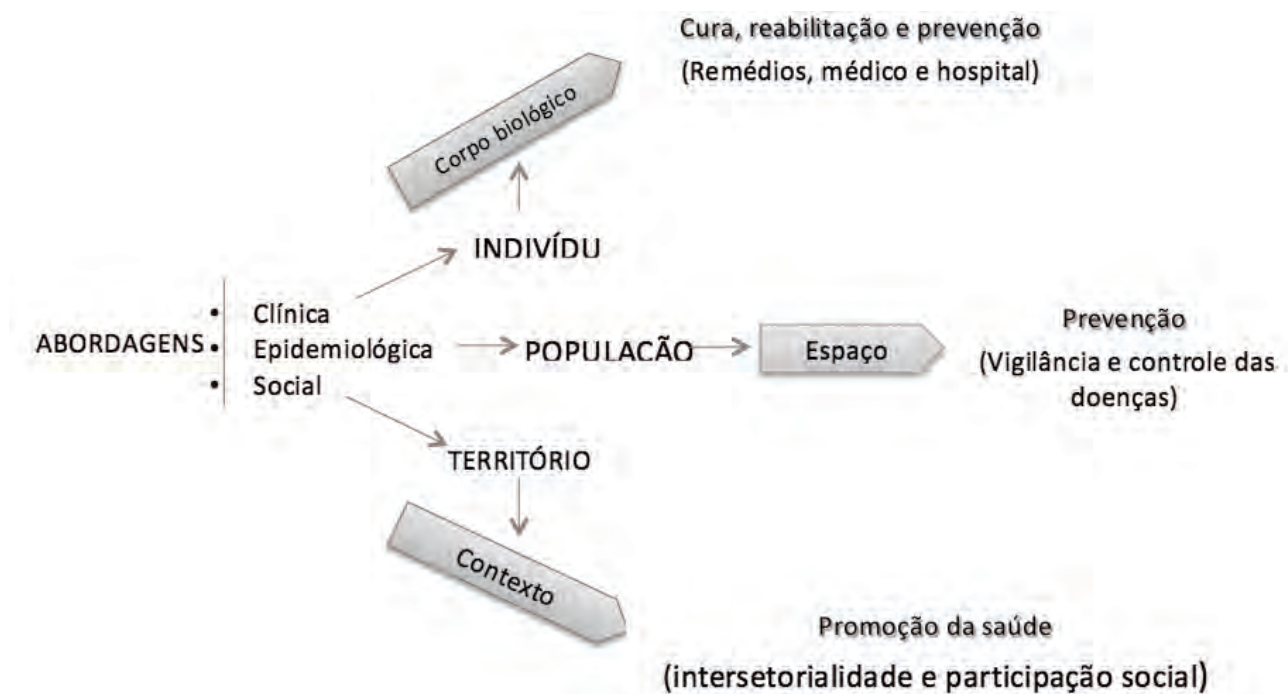 Cura, reabilitação e prevenção
(Remédios, médico e hospital)
Corpo biológico
INDIVÍDU
ABORDAGENS
• Clínica
• Epidemiológica
• Social
POPULACÃO
Espaço
Prevenção
(Vigilância e controle das
doenças)
TERRITÓRIO
Contexto
Promoção da saúde
(intersetorialidade e participação social)